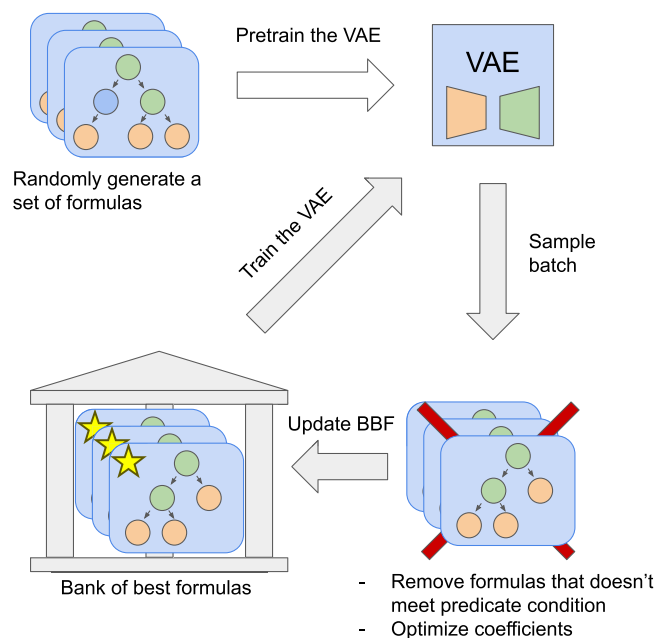 Pretrain the VAE
VAE
Randomly generate a
set of formulas
Train the VAE
Sample
batch
Update BBF
Bank of best formulas
- Remove formulas that doesn't
meet predicate condition
- Optimize coefficients